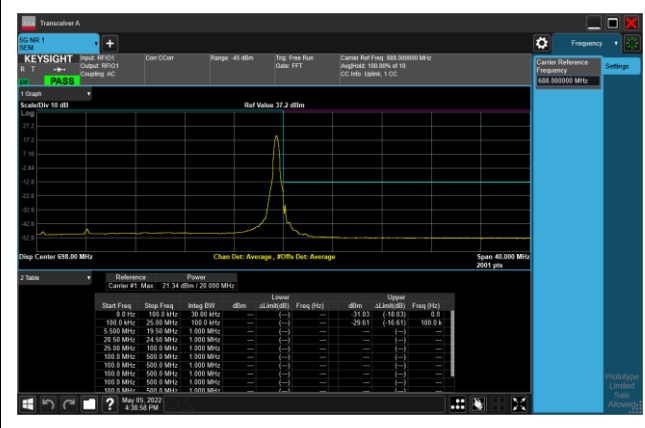 Transceiver A
5G NR 1
SEM
Frequency
KEYSIGHT
R T
PASS
Input: RFIO1
Output: RFIO1
Coupling: AC
Corr CCorr
Range: -45 dBm
Trig: Free Run
Gate: FFT
Carrier Ref Freq: 688.000000 MHz
Avg|Hold: 100.00% of 10
CC Info: Uplink, 1 CC
Carrier Reference
Frequency
688.000000 MHz
Settings
1 Graph
Scale/Div 10 dB
Ref Value 37.2 dBm
Log
27.2
17.2
7.16
-2.84
-12.8
-22.8
-32.8
-42.8
-52.8
Disp Center 698.00 MHz
Chan Det: Average, #Offs Det: Average
Span 40.000 MHz
2001 pts
2 Table
Reference Power
Carrier #1 Max 21.34 dBm / 20.000 MHz
Lower Upper
Start Freq Stop Freq Integ BW dBm ΔLimit(dB) Freq (Hz) dBm ΔLimit(dB) Freq (Hz)
0.0 Hz 100.0 kHz 30.00 kHz --- (---) --- -31.03 (-18.03) 0.0
100.0 kHz 25.00 MHz 100.0 kHz --- (---) --- -29.61 (-16.61) 100.0 k
5.500 MHz 19.50 MHz 1.000 MHz --- (---) --- --- (---) ---
20.50 MHz 24.50 MHz 1.000 MHz --- (---) --- --- (---) ---
25.00 MHz 100.0 MHz 1.000 MHz --- (---) --- --- (---) ---
100.0 MHz 500.0 MHz 1.000 MHz --- (---) --- --- (---) ---
100.0 MHz 500.0 MHz 1.000 MHz --- (---) --- --- (---) ---
100.0 MHz 500.0 MHz 1.000 MHz --- (---) --- --- (---) ---
100.0 MHz 500.0 MHz 1.000 MHz --- (---) --- --- (---) ---
May 05, 2022
4:38:58 PM
Prototype
Limited
Sale
Allowed